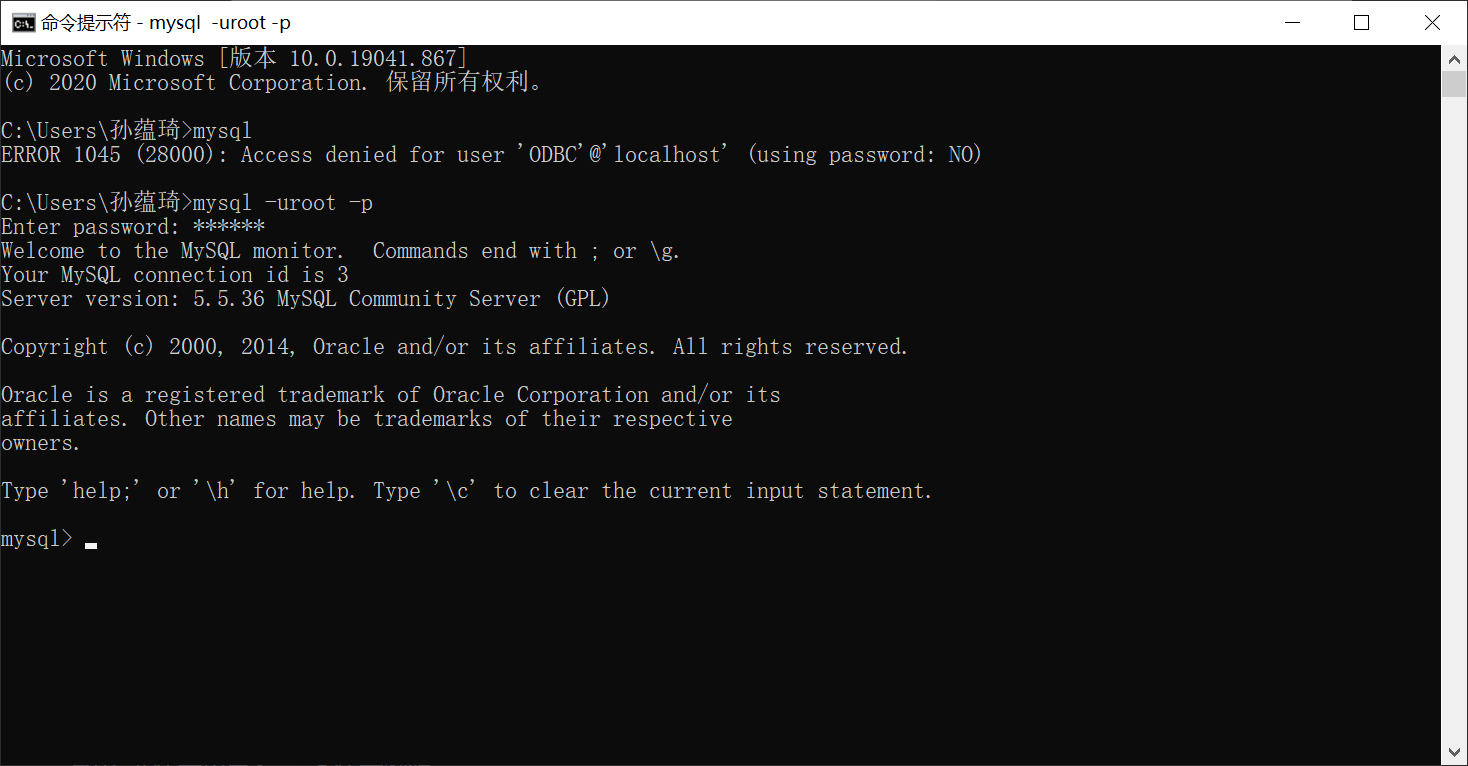 命令提示符 - mysql  -uroot -p
Microsoft Windows [版本 10.0.19041.867]
(c) 2020 Microsoft Corporation. 保留所有权利。
C:\Users\孙蕴琦>mysql
ERROR 1045 (28000): Access denied for user 'ODBC'@'localhost' (using password: NO)
C:\Users\孙蕴琦>mysql -uroot -p
Enter password: ******
Welcome to the MySQL monitor.  Commands end with ; or \g.
Your MySQL connection id is 3
Server version: 5.5.36 MySQL Community Server (GPL)
Copyright (c) 2000, 2014, Oracle and/or its affiliates. All rights reserved.
Oracle is a registered trademark of Oracle Corporation and/or its
affiliates. Other names may be trademarks of their respective
owners.
Type 'help;' or '\h' for help. Type '\c' to clear the current input statement.
mysql>